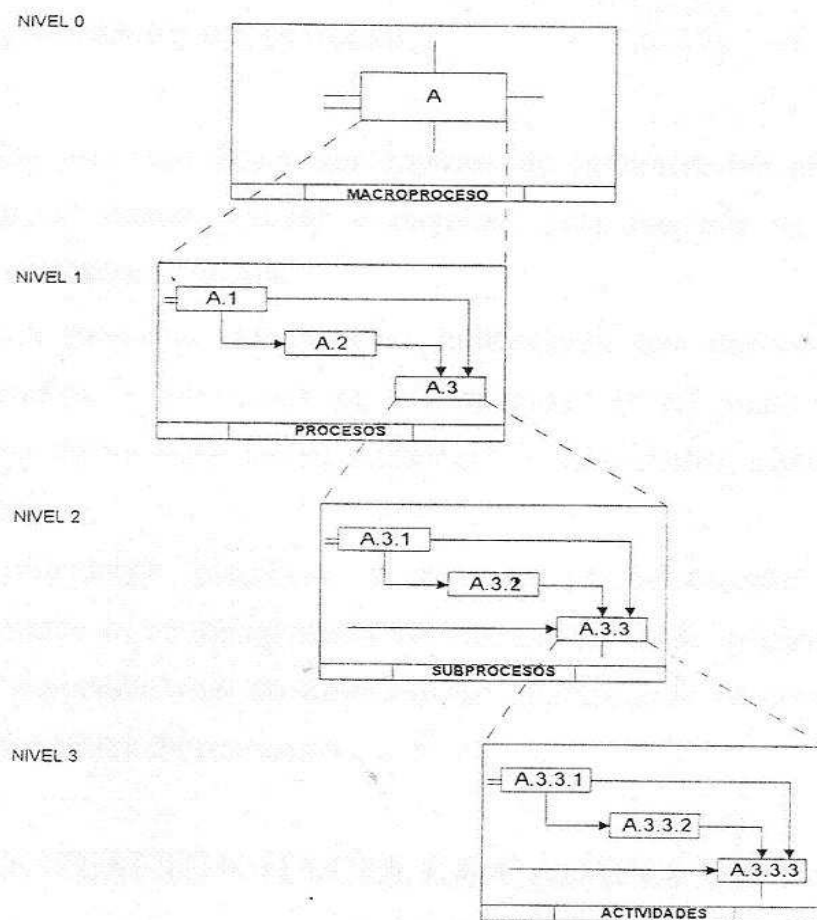 NIVEL 0
A
MACROPROCESO
NIVEL 1
A.1
A.2
A.3
PROCESOS
NIVEL 2
A.3.1
A.3.2
A.3.3
SUBPROCESOS
NIVEL 3
A.3.3.1
A.3.3.2
A.3.3.3
ACTIVIDADES